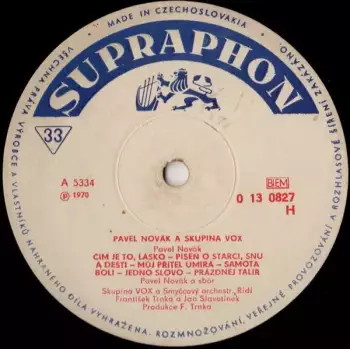 MADE IN CZECHOSLOVAKIA
SUPRAPHON
33
A 5334
℗ 1970
BIEM
0 13 0827
H
PAVEL NOVÁK A SKUPINA VOX
Pavel Novák
ČIM JE TO, LÁSKO – PISEŇ O STARCI, SNU
A DEŠTI – MŮJ PŘÍTEL UMÍRÁ – SAMOTA
BOLÍ – JEDNO SLOVO – PRÁZDNEJ TALÍŘ
Pavel Novák a sbor
Skupina VOX a Smyčcový orchestr. Řídí
František Trnka a Jan Slavotínek
Produkce F. Trnka
VŠECHNA PRÁVA VÝROBCE A VLASTNÍKŮ NAHRANÉHO DÍLA VYHRAZENA. ROZMNOŽOVÁNÍ, VEŘEJNÉ PROVOZOVÁNÍ A ROZHLASOVÉ ŠÍŘENÍ ZAKÁZÁNO